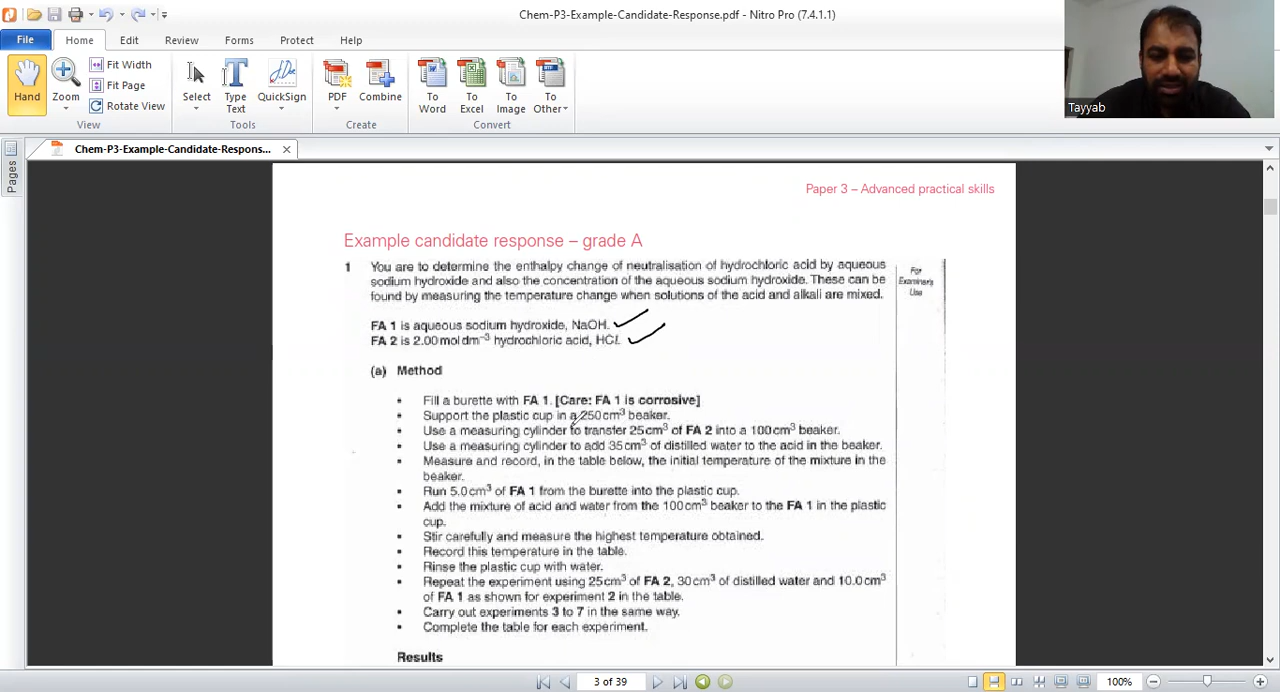 Chem-P3-Example-Candidate-Response.pdf - Nitro Pro (7.4.1.1)
File Home Edit Review Forms Protect Help
Hand
Zoom
Fit Width
Fit Page
Rotate View
View
Select
Type Text
QuickSign
Tools
PDF
Combine
Create
To Word
To Excel
To Image
To Other
Convert
Tayyab
Chem-P3-Example-Candidate-Respons...
Pages
Paper 3 – Advanced practical skills
Example candidate response – grade A
1 You are to determine the enthalpy change of neutralisation of hydrochloric acid by aqueous
sodium hydroxide and also the concentration of the aqueous sodium hydroxide. These can be
found by measuring the temperature change when solutions of the acid and alkali are mixed.
For
Examiner's
Use
FA 1 is aqueous sodium hydroxide, NaOH.
FA 2 is 2.00 mol dm⁻³ hydrochloric acid, HCl.
(a) Method
• Fill a burette with FA 1. [Care: FA 1 is corrosive]
• Support the plastic cup in a 250 cm³ beaker.
• Use a measuring cylinder to transfer 25 cm³ of FA 2 into a 100 cm³ beaker.
• Use a measuring cylinder to add 35 cm³ of distilled water to the acid in the beaker.
• Measure and record, in the table below, the initial temperature of the mixture in the
beaker.
• Run 5.0 cm³ of FA 1 from the burette into the plastic cup.
• Add the mixture of acid and water from the 100 cm³ beaker to the FA 1 in the plastic
cup.
• Stir carefully and measure the highest temperature obtained.
• Record this temperature in the table.
• Rinse the plastic cup with water.
• Repeat the experiment using 25 cm³ of FA 2, 30 cm³ of distilled water and 10.0 cm³
of FA 1 as shown for experiment 2 in the table.
• Carry out experiments 3 to 7 in the same way.
• Complete the table for each experiment.
Results
3 of 39
100%